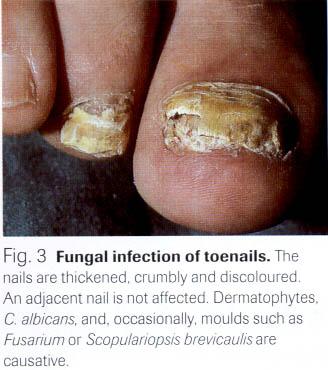 Fig. 3 Fungal infection of toenails. The
nails are thickened, crumbly and discoloured.
An adjacent nail is not affected. Dermatophytes,
C. albicans, and, occasionally, moulds such as
Fusarium or Scopulariopsis brevicaulis are
causative.